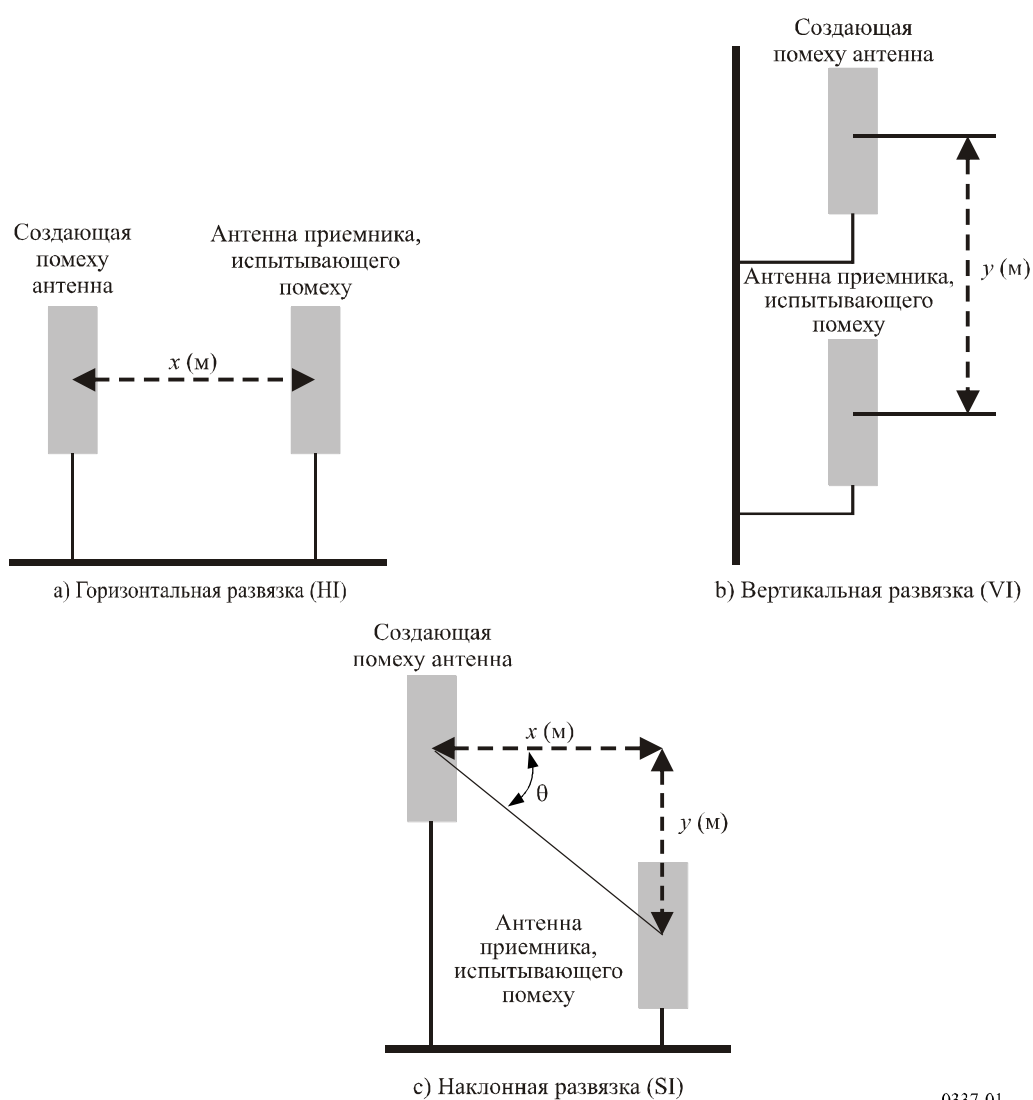 Создающая
помеху
антенна
Антенна приемника,
испытывающего
помеху
x (м)
а) Горизонтальная развязка (HI)
Создающая
помеху антенна
y (м)
Антенна приемника,
испытывающего
помеху
b) Вертикальная развязка (VI)
Создающая
помеху антенна
x (м)
θ
y (м)
Антенна
приемника,
испытывающего
помеху
c) Наклонная развязка (SI)
0337-01